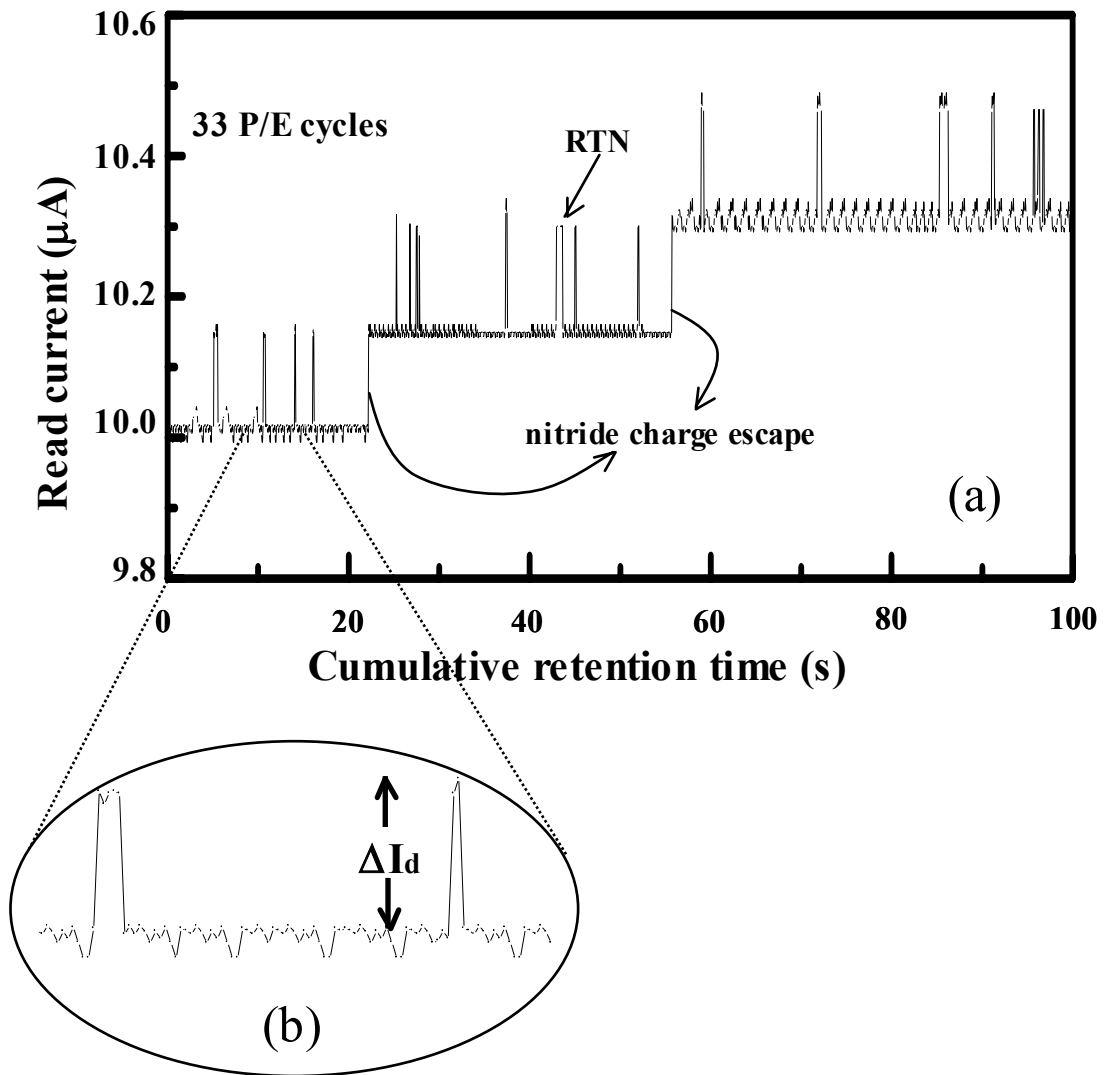 10.6
33 P/E cycles
RTN
10.4
10.2
10.0
nitride charge escape
(a)
9.8
Read current (μA)
0 20 40 60 80 100
Cumulative retention time (s)
ΔId
(b)